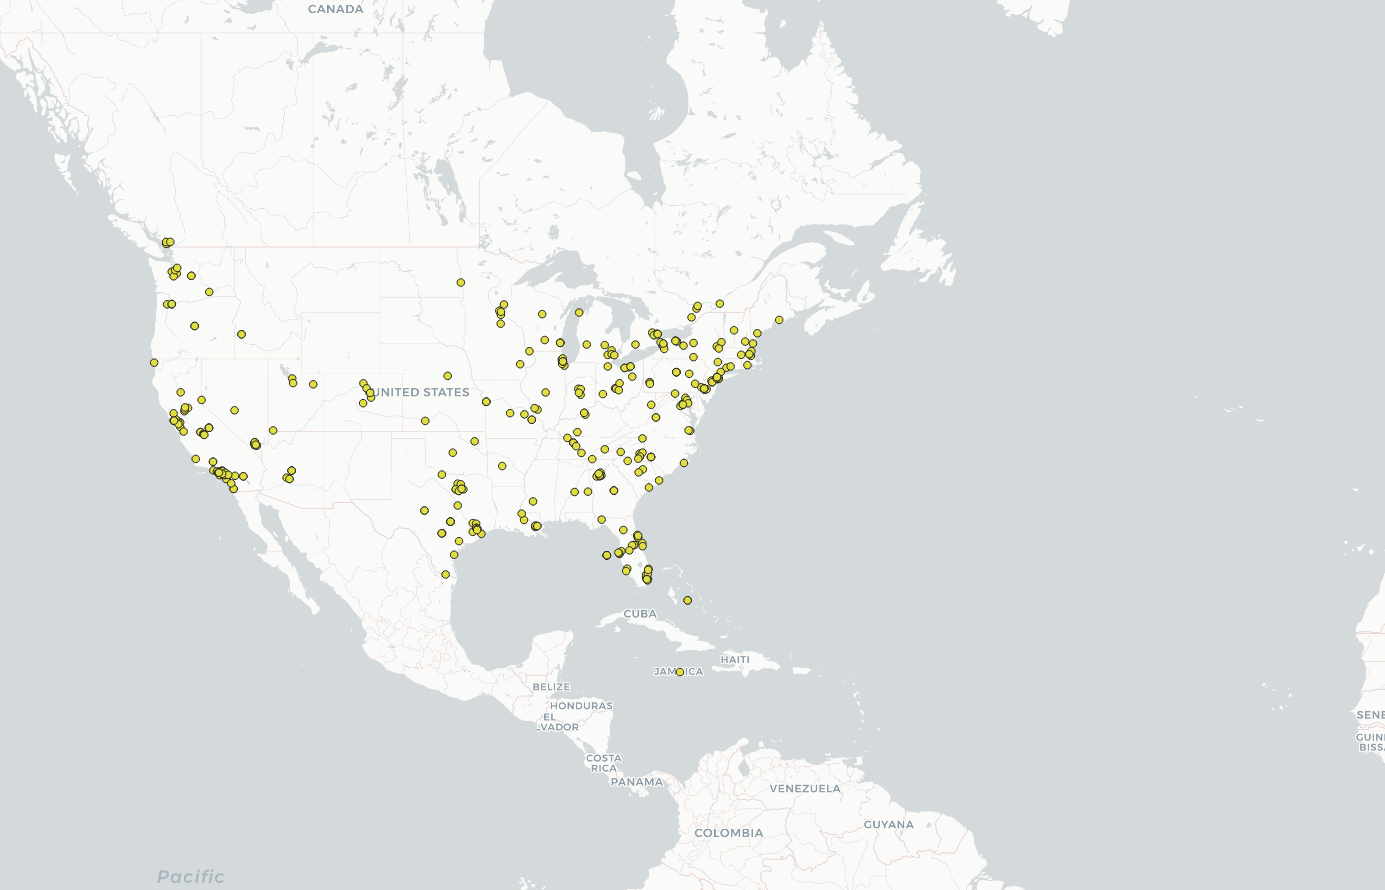 CANADA
UNITED STATES
CUBA
HAITI
JAMAICA
BELIZE
HONDURAS
EL
.VADOR
COSTA
RICA
PANAMA
VENEZUELA
GUYANA
COLOMBIA
SENE
GUIN
BISS
Pacific